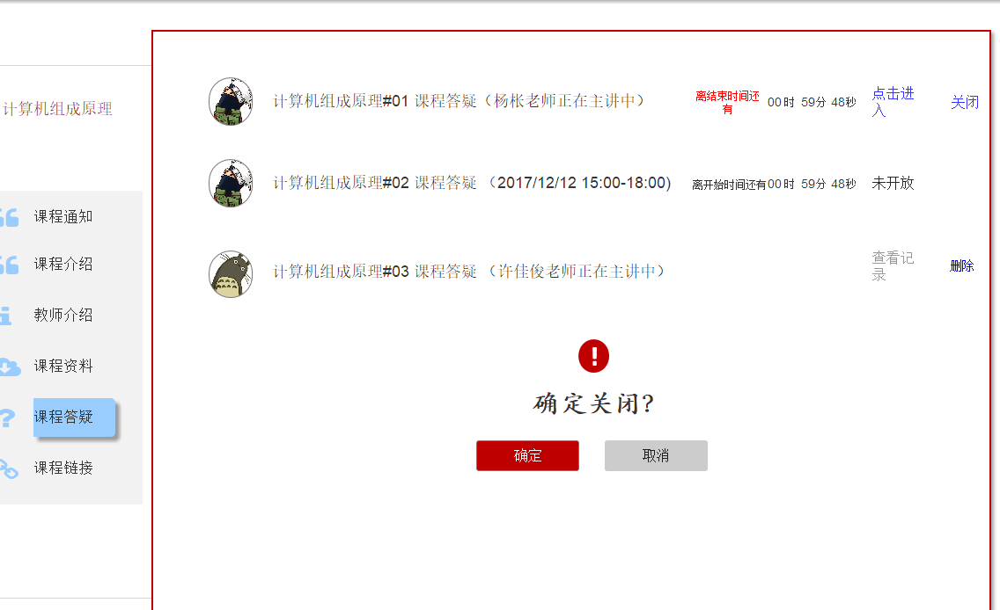 计算机组成原理
课程通知
课程介绍
教师介绍
课程资料
课程答疑
课程链接
计算机组成原理#01 课程答疑（杨枨老师正在主讲中）
离结束时间还
有
00时 59分 48秒
点击进
入
关闭
计算机组成原理#02 课程答疑 （2017/12/12 15:00-18:00)
离开始时间还有00时 59分 48秒
未开放
计算机组成原理#03 课程答疑 （许佳俊老师正在主讲中）
查看记
录
删除
确定关闭?
确定
取消